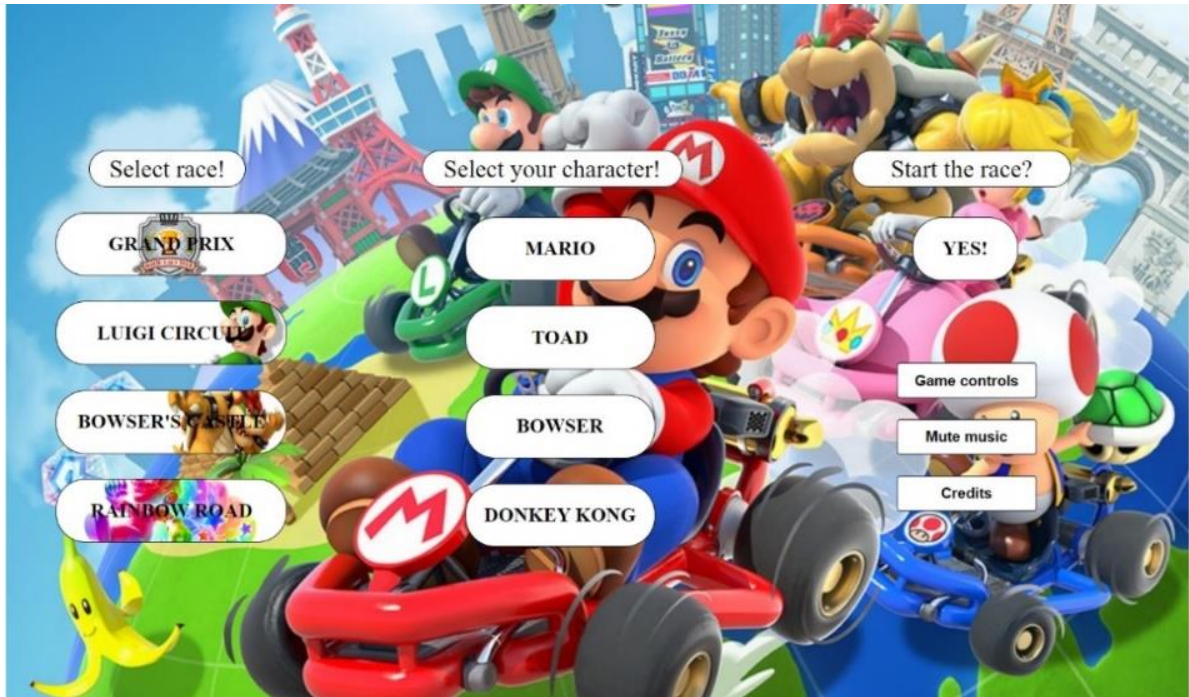 Select race!
GRAND PRIX
LUIGI CIRCUIT
BOWSER'S CASTLE
RAINBOW ROAD
Select your character!
MARIO
TOAD
BOWSER
DONKEY KONG
Start the race?
YES!
Game controls
Mute music
Credits
M
L
M